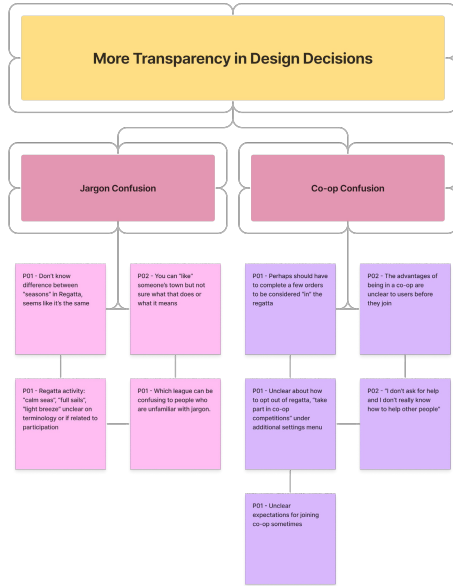 More Transparency in Design Decisions
Jargon Confusion
Co-op Confusion
P01 - Don't know
difference between
"seasons" in Regatta,
seems like it's the same
P02 - You can "like"
someone's town but not
sure what that does or
what it means
P01 - Perhaps should have
to complete a few orders
to be considered "in" the
regatta
P02 - The advantages of
being in a co-op are
unclear to users before
they join
P01 - Regatta activity:
"calm seas", "full sails",
"light breeze" unclear on
terminology or if related to
participation
P01 - Which league can be
confusing to people who
are unfamiliar with jargon.
P01 - Unclear about how to
opt out of regatta, "take
part in co-op
competitions" under
additional settings menu
P02: "I don't ask for help
and I don't really know
how to help other people"
P01 - Unclear
expectations for joining
co-op sometimes